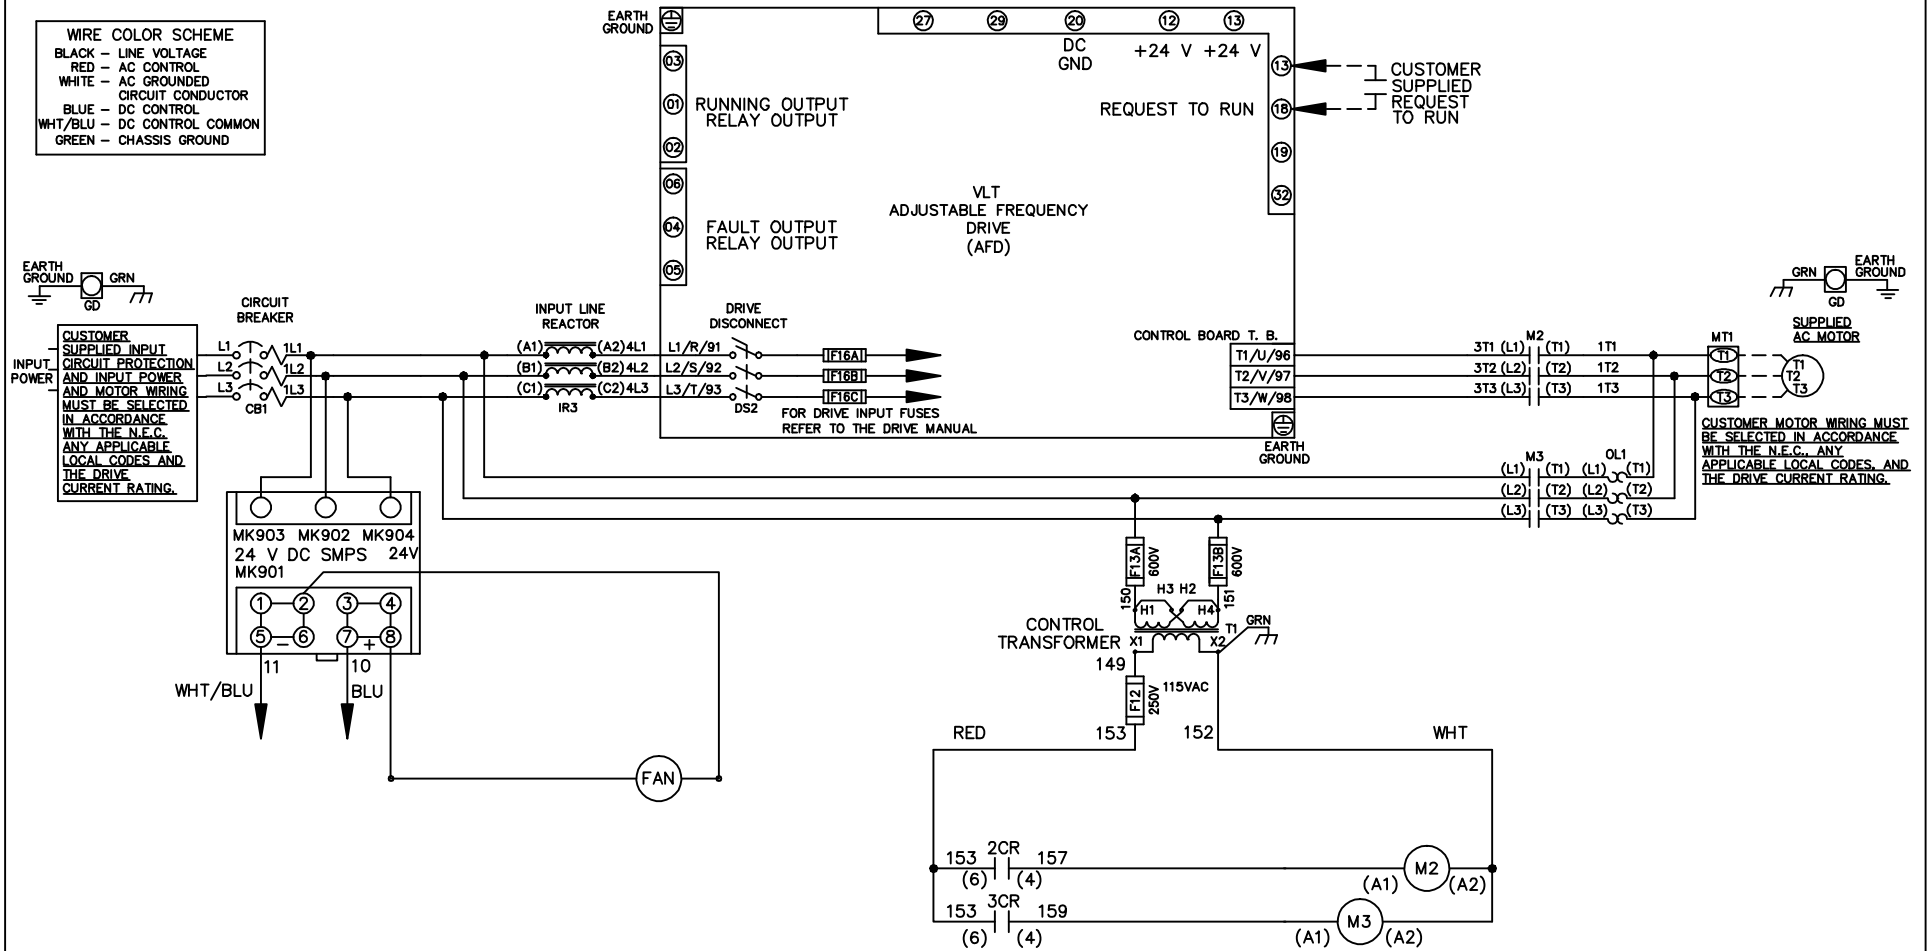 WIRE COLOR SCHEME
BLACK – LINE VOLTAGE
RED – AC CONTROL
WHITE – AC GROUNDED
CIRCUIT CONDUCTOR
BLUE – DC CONTROL
WHT/BLU – DC CONTROL COMMON
GREEN – CHASSIS GROUND
EARTH
GROUND
27 29 20 12 13
DC
GND
+24 V +24 V
03
01
02
RUNNING OUTPUT
RELAY OUTPUT
06
04
05
FAULT OUTPUT
RELAY OUTPUT
VLT
ADJUSTABLE FREQUENCY
DRIVE
(AFD)
REQUEST TO RUN
13
18
19
32
CUSTOMER
SUPPLIED
REQUEST
TO RUN
EARTH
GROUND
GRN
GD
INPUT
POWER
CUSTOMER
SUPPLIED INPUT
CIRCUIT PROTECTION
AND INPUT POWER
AND MOTOR WIRING
MUST BE SELECTED
IN ACCORDANCE
WITH THE N.E.C.
ANY APPLICABLE
LOCAL CODES AND
THE DRIVE
CURRENT RATING.
CIRCUIT
BREAKER
L1 1L1
L2 1L2
L3 1L3
CB1
INPUT LINE
REACTOR
(A1) (A2)4L1
(B1) (B2)4L2
(C1) (C2)4L3
IR3
DRIVE
DISCONNECT
L1/R/91 F16A
L2/S/92 F16B
L3/T/93 F16C
DS2
FOR DRIVE INPUT FUSES
REFER TO THE DRIVE MANUAL
CONTROL BOARD T. B.
T1/U/96
T2/V/97
T3/W/98
EARTH
GROUND
M2
3T1 (L1) (T1) 1T1
3T2 (L2) (T2) 1T2
3T3 (L3) (T3) 1T3
MT1
T1
T2
T3
GRN
GD
EARTH
GROUND
SUPPLIED
AC MOTOR
T1
T2
T3
CUSTOMER MOTOR WIRING MUST
BE SELECTED IN ACCORDANCE
WITH THE N.E.C., ANY
APPLICABLE LOCAL CODES, AND
THE DRIVE CURRENT RATING.
M3 OL1
(L1) (T1) (L1) (T1)
(L2) (T2) (L2) (T2)
(L3) (T3) (L3) (T3)
MK903 MK902 MK904
24 V DC SMPS 24V
MK901
1 2 3 4
5 – 6 7 + 8
11 10
WHT/BLU BLU
FAN
F13A 600V
F13B 600V
150 151
H3 H2
H1 H4
CONTROL
TRANSFORMER
X1 X2 T1 GRN
149
F12 250V
115VAC
153 152
RED WHT
153 2CR 157
(6) (4)
M2
(A1) (A2)
153 3CR 159
(6) (4)
M3
(A1) (A2)